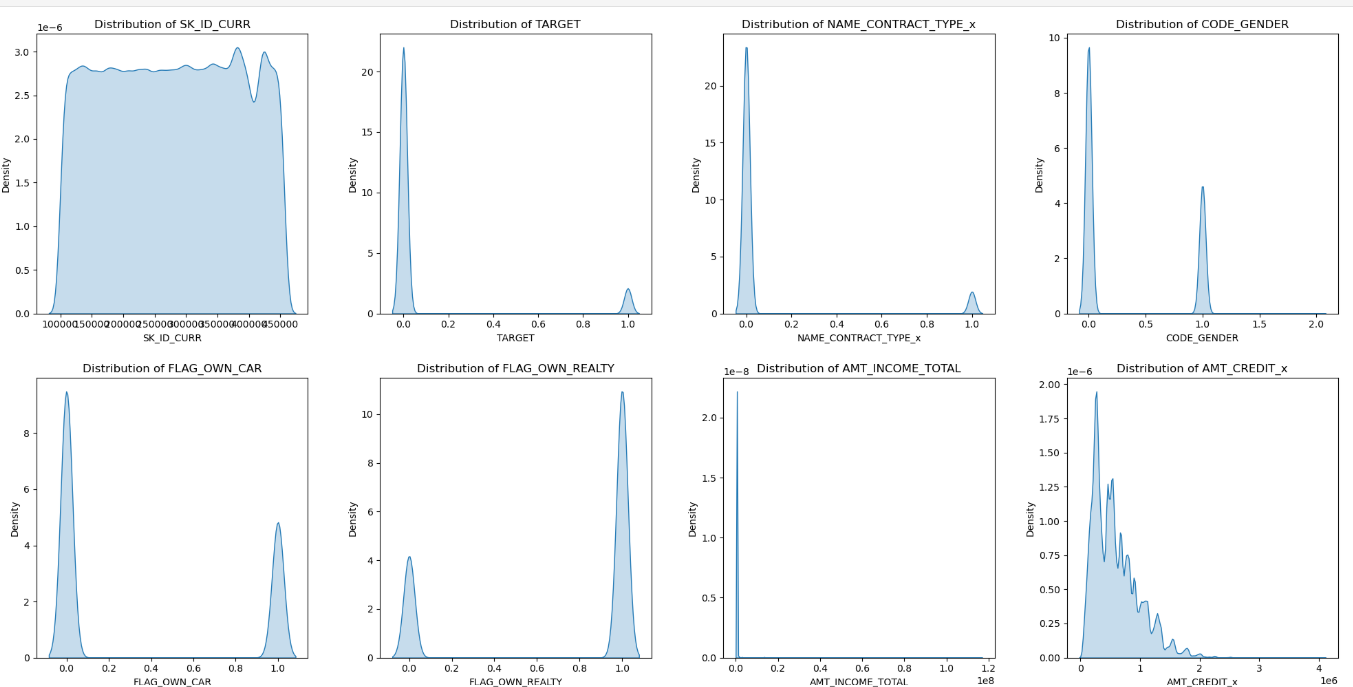 Distribution of SK_ID_CURR
1e−6
3.0
2.5
2.0
1.5
1.0
0.5
0.0
Density
100000 150000 200000 250000 300000 350000 400000 450000
SK_ID_CURR
Distribution of TARGET
20
15
10
5
0
Density
0.0 0.2 0.4 0.6 0.8 1.0
TARGET
Distribution of NAME_CONTRACT_TYPE_x
20
15
10
5
0
Density
0.0 0.2 0.4 0.6 0.8 1.0
NAME_CONTRACT_TYPE_x
Distribution of CODE_GENDER
10
8
6
4
2
0
Density
0.0 0.5 1.0 1.5 2.0
CODE_GENDER
Distribution of FLAG_OWN_CAR
8
6
4
2
0
Density
0.0 0.2 0.4 0.6 0.8 1.0
FLAG_OWN_CAR
Distribution of FLAG_OWN_REALTY
10
8
6
4
2
0
Density
0.0 0.2 0.4 0.6 0.8 1.0
FLAG_OWN_REALTY
Distribution of AMT_INCOME_TOTAL
1e−8
2.0
1.5
1.0
0.5
0.0
Density
0.0 0.2 0.4 0.6 0.8 1.0 1.2
1e8
AMT_INCOME_TOTAL
Distribution of AMT_CREDIT_x
1e−6
2.00
1.75
1.50
1.25
1.00
0.75
0.50
0.25
0.00
Density
0 1 2 3 4
1e6
AMT_CREDIT_x